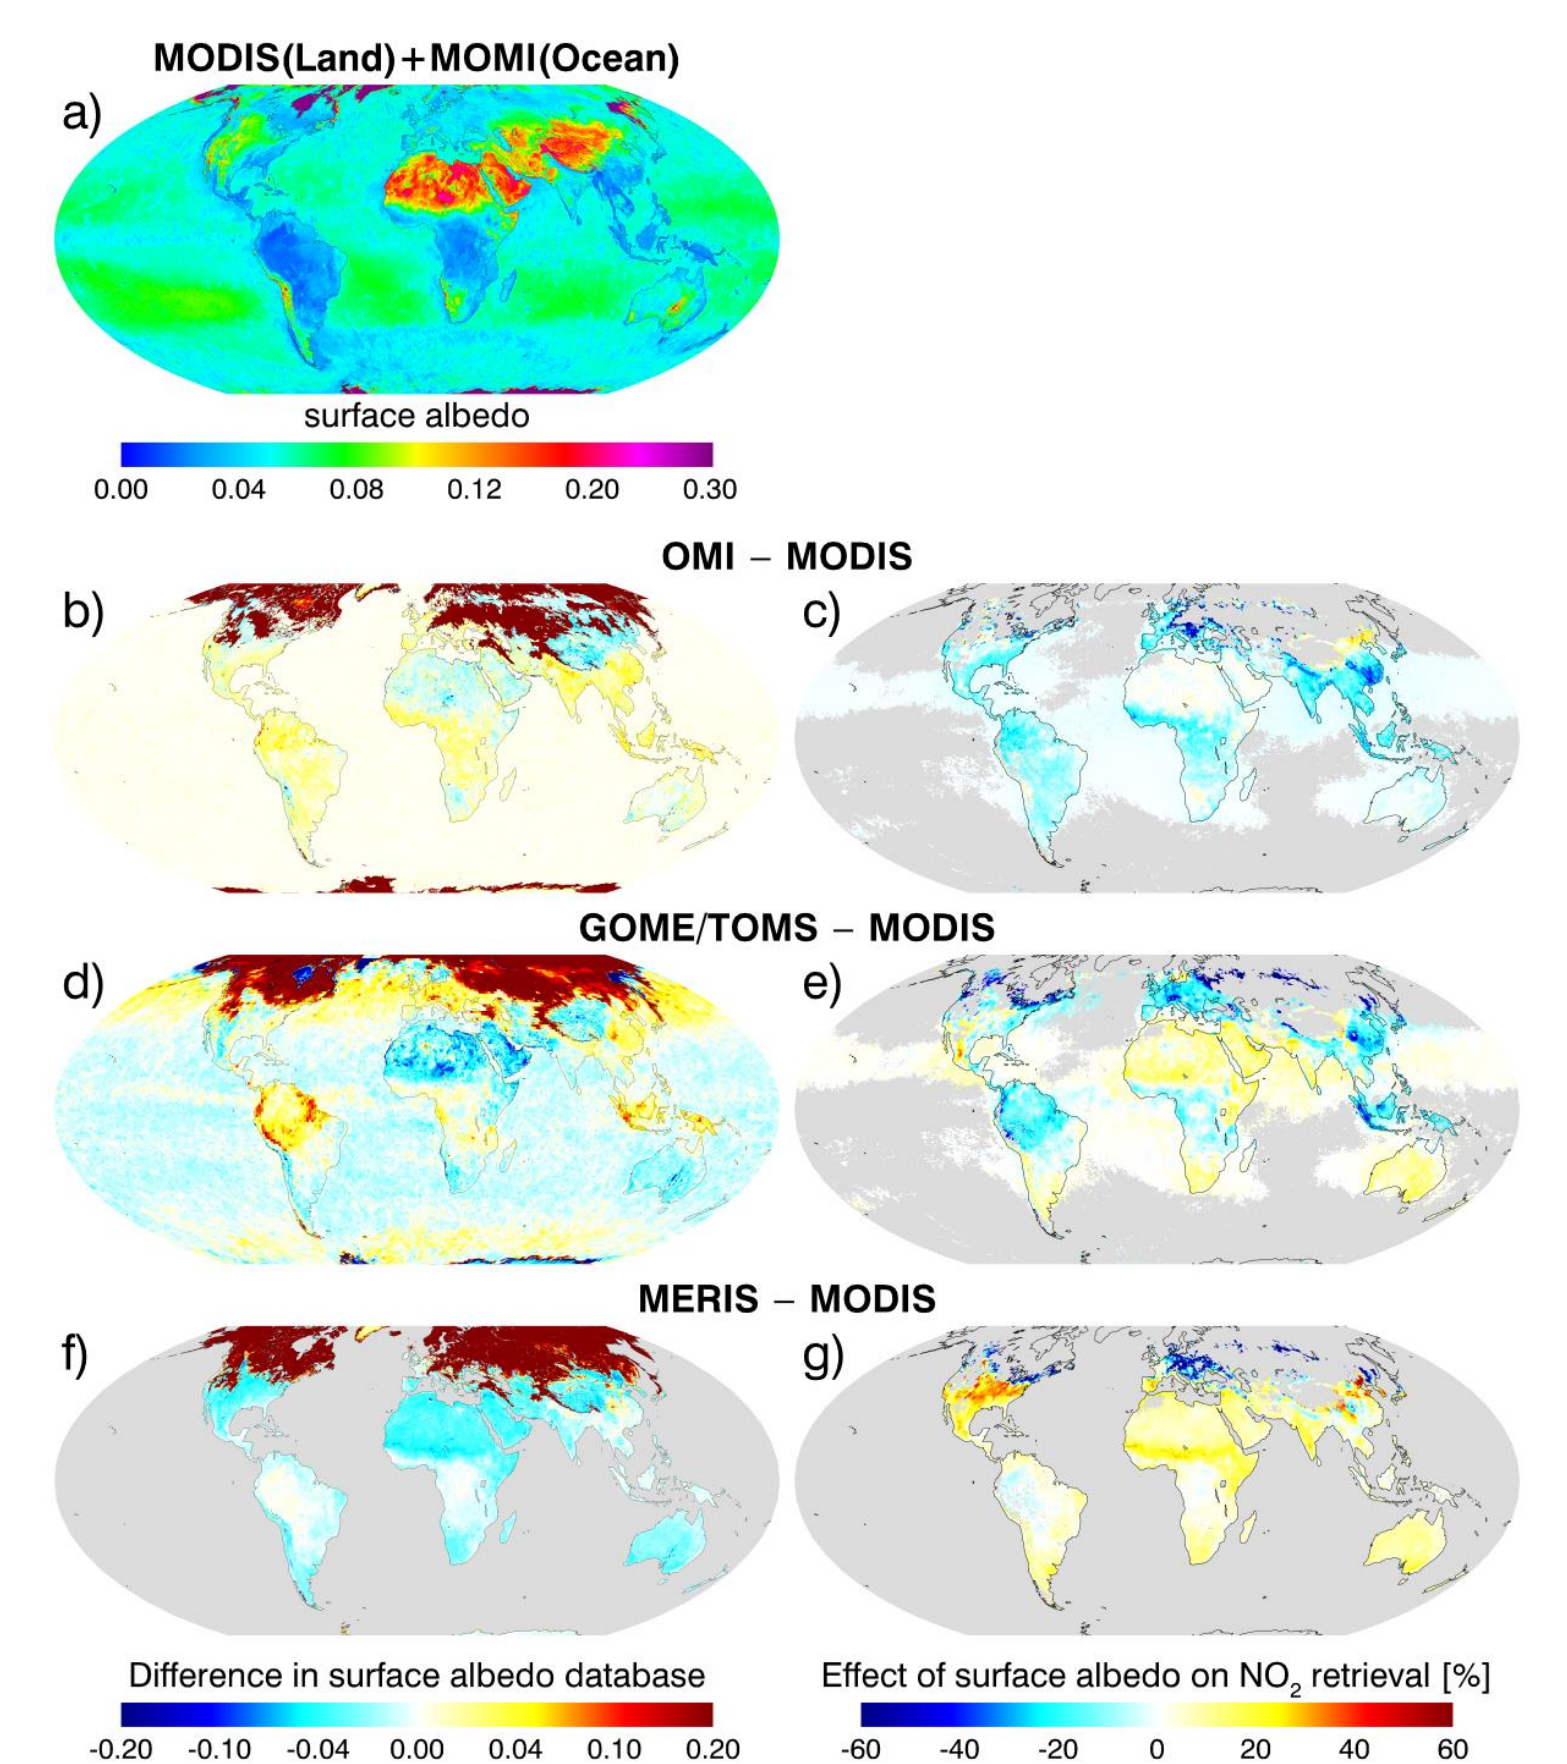 MODIS(Land)+MOMI(Ocean)
a)
surface albedo
0.00 0.04 0.08 0.12 0.20 0.30
OMI – MODIS
b) c)
GOME/TOMS – MODIS
d) e)
MERIS – MODIS
f) g)
Difference in surface albedo database
-0.20 -0.10 -0.04 0.00 0.04 0.10 0.20
Effect of surface albedo on NO2 retrieval [%]
-60 -40 -20 0 20 40 60